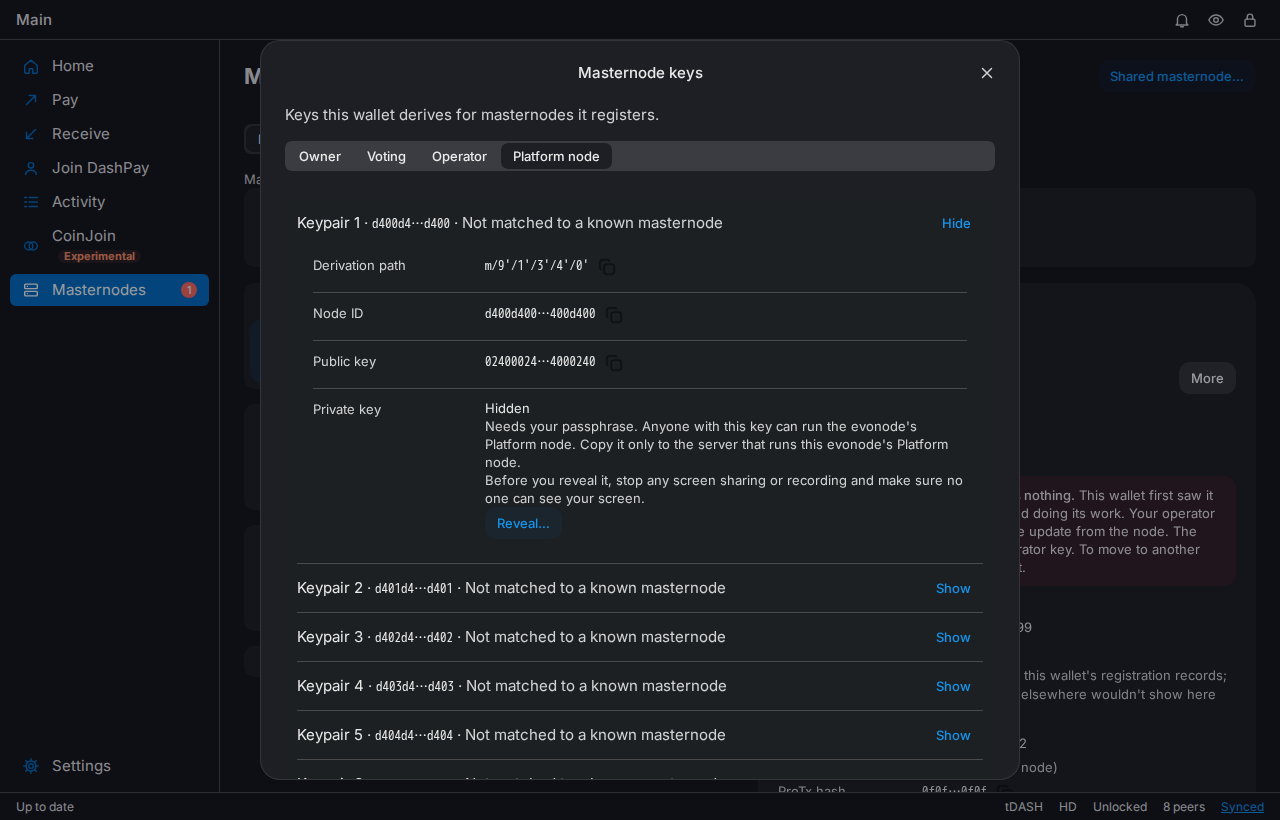 Main
Home
Pay
Receive
Join DashPay
Activity
CoinJoin
Experimental
Masternodes
1
Settings
Shared masternode...
Masternode keys
Keys this wallet derives for masternodes it registers.
Owner
Voting
Operator
Platform node
Keypair 1 · d400d4···d400 · Not matched to a known masternode
Hide
Derivation path
m/9'/1'/3'/4'/0'
Node ID
d400d400···400d400
Public key
02400024···4000240
Private key
Hidden
Needs your passphrase. Anyone with this key can run the evonode's
Platform node. Copy it only to the server that runs this evonode's Platform
node.
Before you reveal it, stop any screen sharing or recording and make sure no
one can see your screen.
Reveal...
Keypair 2 · d401d4···d401 · Not matched to a known masternode
Show
Keypair 3 · d402d4···d402 · Not matched to a known masternode
Show
Keypair 4 · d403d4···d403 · Not matched to a known masternode
Show
Keypair 5 · d404d4···d404 · Not matched to a known masternode
Show
More
nothing. This wallet first saw it
d doing its work. Your operator
update from the node. The
rator key. To move to another
t.
99
this wallet's registration records;
elsewhere wouldn't show here
2
node)
ProTx hash
0f0f···0f0f
Up to date
tDASH
HD
Unlocked
8 peers
Synced